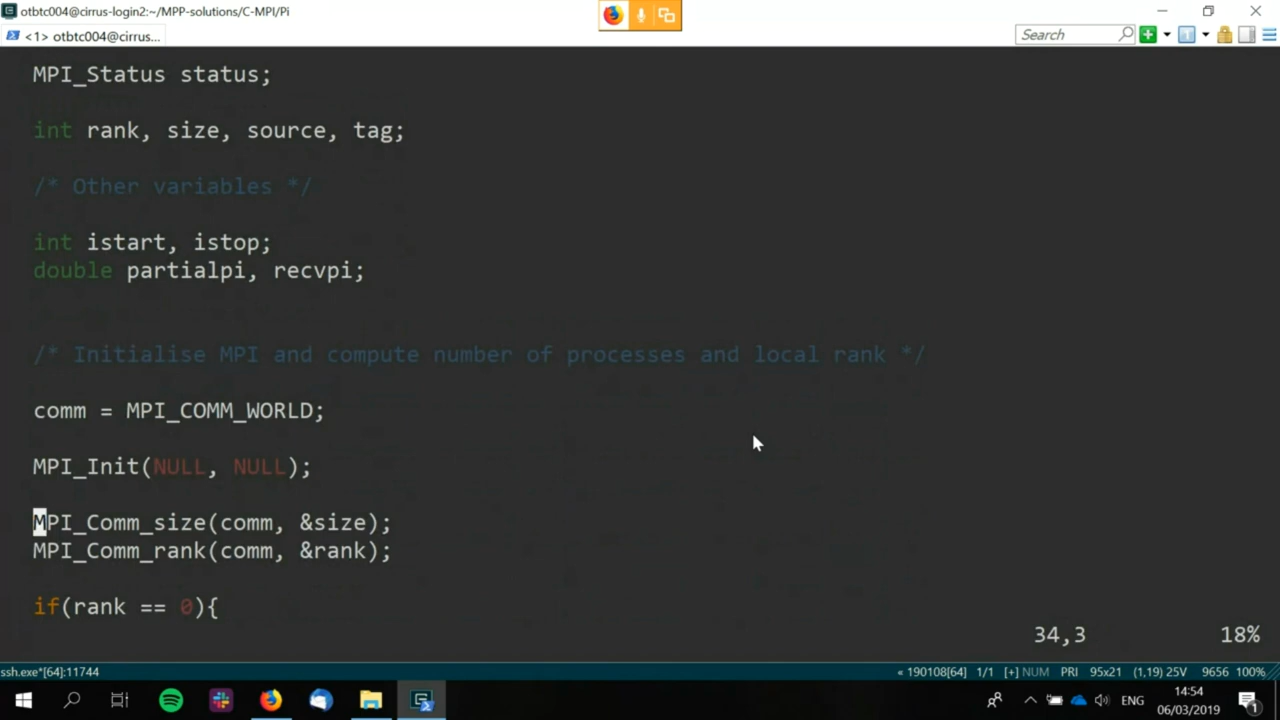 otbtc004@cirrus-login2:~/MPP-solutions/C-MPI/Pi
<1> otbtc004@cirrus...
Search
MPI_Status status;
int rank, size, source, tag;
/* Other variables */
int istart, istop;
double partialpi, recvpi;
/* Initialise MPI and compute number of processes and local rank */
comm = MPI_COMM_WORLD;
MPI_Init(NULL, NULL);
MPI_Comm_size(comm, &size);
MPI_Comm_rank(comm, &rank);
if(rank == 0){
34,3 18%
ssh.exe*[64]:11744 « 190108[64] 1/1 [+] NUM PRI 95x21 (1,19) 25V 9656 100%
ENG
14:54
06/03/2019
1